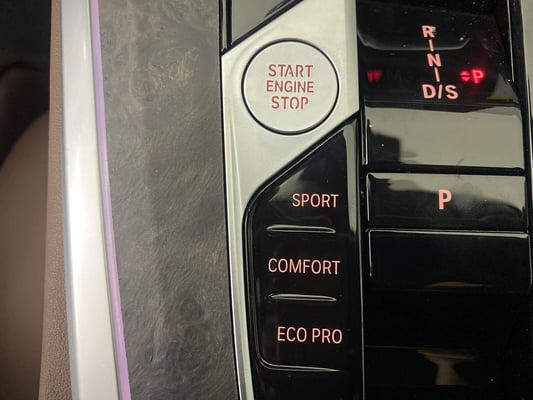 START
ENGINE
STOP
SPORT
COMFORT
ECO PRO
R
N
D/S
P
P